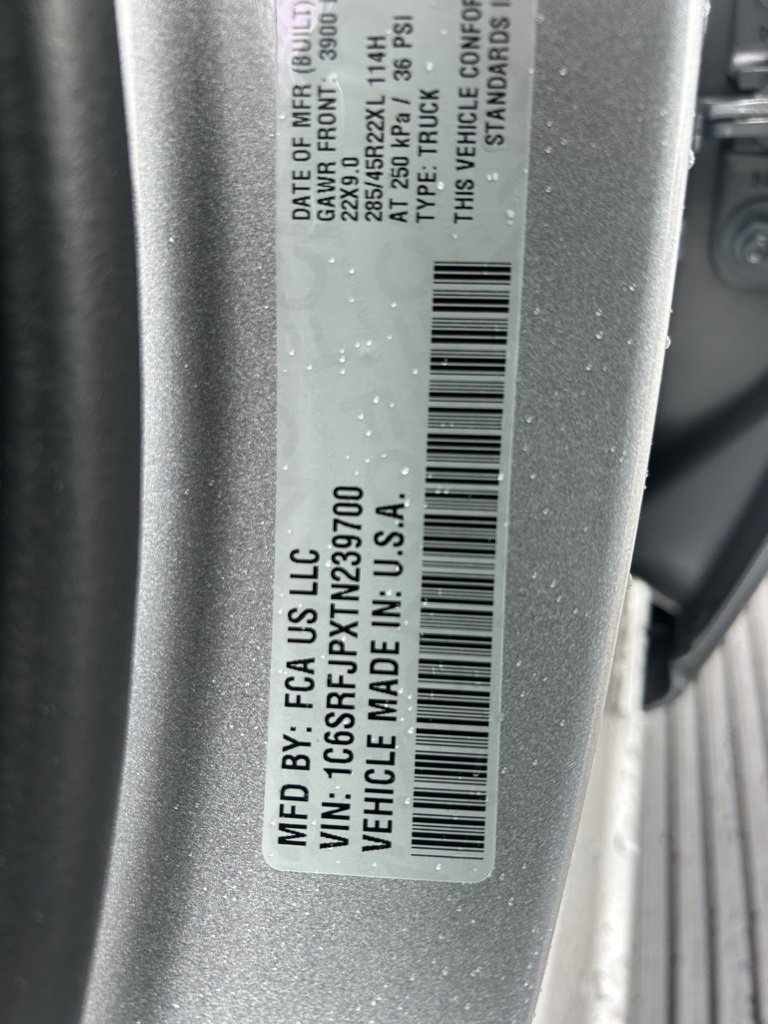 MFD BY: FCA US LLC
VIN: 1C6SRFJPXTN239700
VEHICLE MADE IN: U.S.A.
DATE OF MFR (BUILT)
GAWR FRONT: 3900
22X9.0
285/45R22XL 114H
AT 250 kPa / 36 PSI
TYPE: TRUCK
THIS VEHICLE
STANDARDS